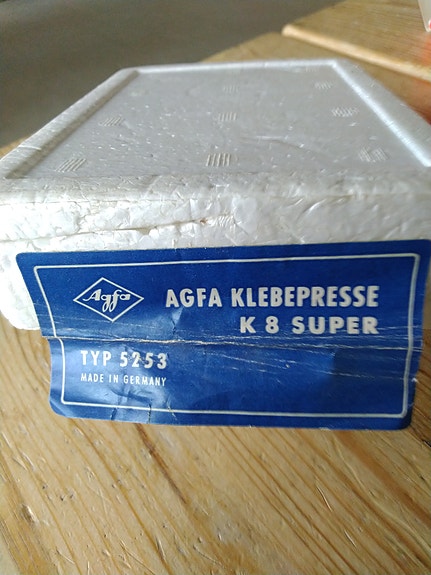 Agfa
AGFA KLEBEPRESSE
K 8 SUPER
TYP 5253
MADE IN GERMANY